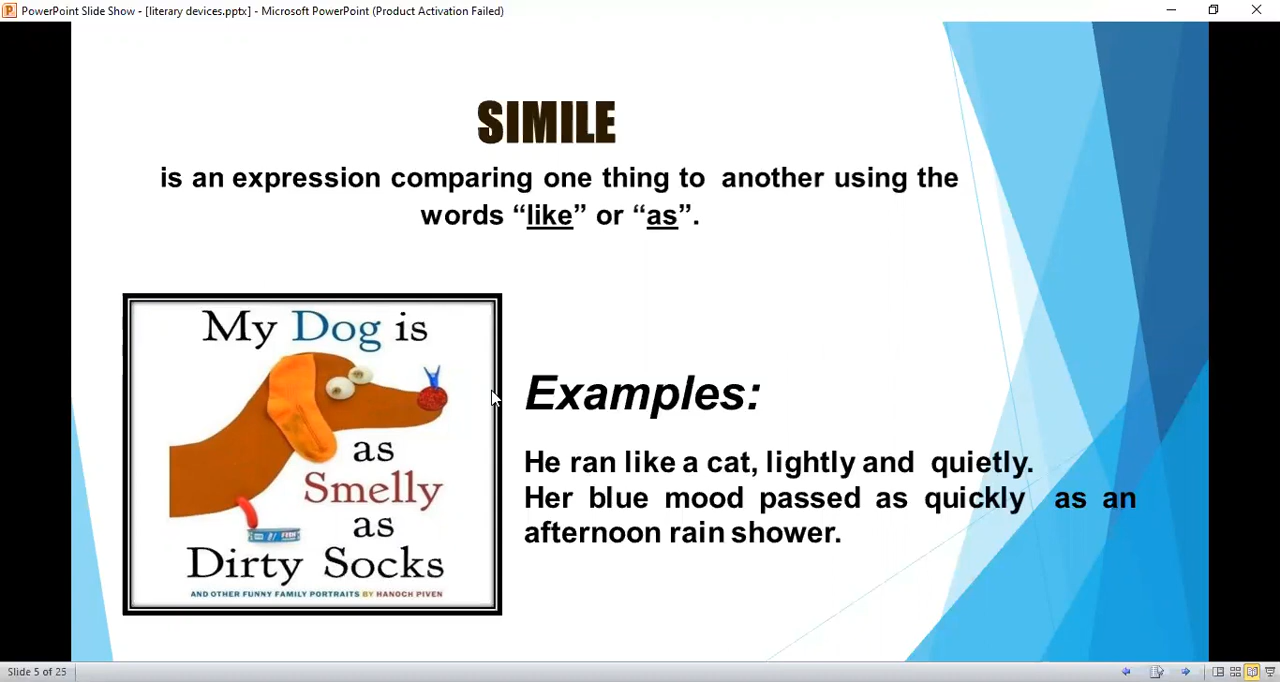 PowerPoint Slide Show - [literary devices.pptx] - Microsoft PowerPoint (Product Activation Failed)
SIMILE
is an expression comparing one thing to another using the
words “like” or “as”.
My Dog is
as
Smelly
as
Dirty Socks
AND OTHER FUNNY FAMILY PORTRAITS BY HANOCH PIVEN
Examples:
He ran like a cat, lightly and quietly.
Her blue mood passed as quickly as an
afternoon rain shower.
Slide 5 of 25